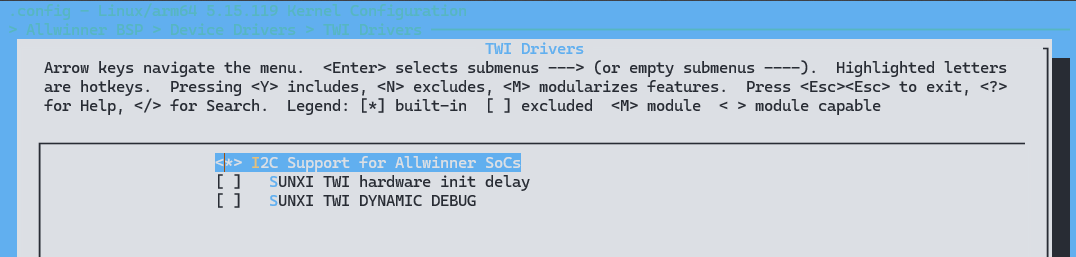 .config - Linux/arm64 5.15.119 Kernel Configuration
> Allwinner BSP > Device Drivers > TWI Drivers
TWI Drivers
Arrow keys navigate the menu.  <Enter> selects submenus ---> (or empty submenus ----).  Highlighted letters
are hotkeys.  Pressing <Y> includes, <N> excludes, <M> modularizes features.  Press <Esc><Esc> to exit, <?>
for Help, </> for Search.  Legend: [*] built-in  [ ] excluded  <M> module  < > module capable
<*> I2C Support for Allwinner SoCs
[ ]   SUNXI TWI hardware init delay
[ ]   SUNXI TWI DYNAMIC DEBUG